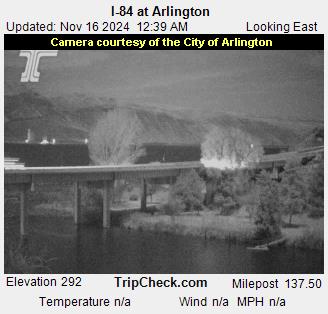 I-84 at Arlington
Updated: Nov 16 2024 12:39 AM Looking East
Camera courtesy of the City of Arlington
Elevation 292 TripCheck.com Milepost 137.50
Temperature n/a Wind n/a MPH n/a